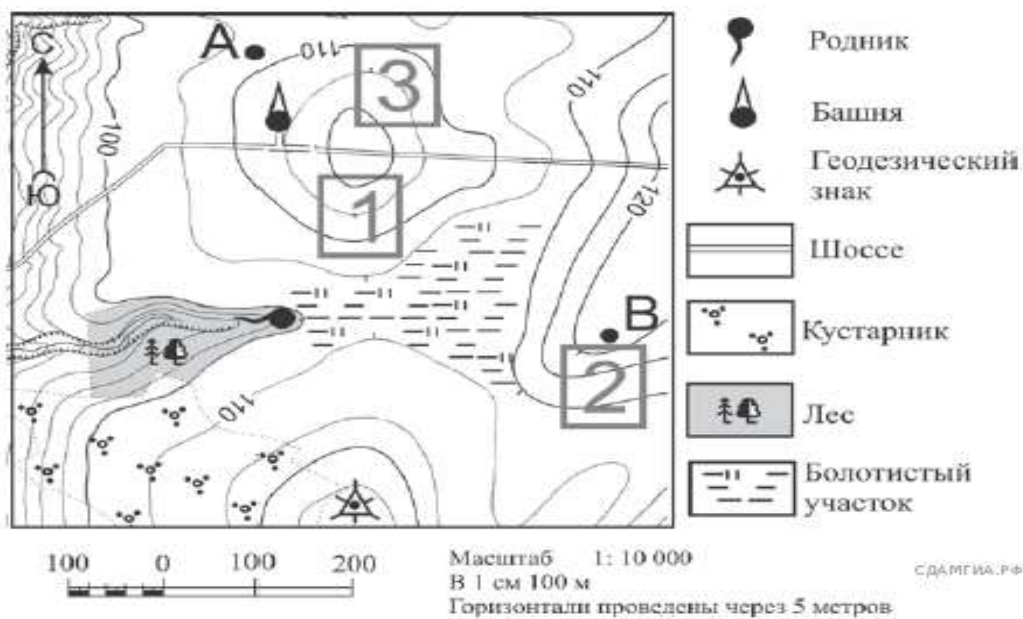 С
А
110
3
110
Родник
Башня
100
Геодезический
знак
Ю
1
120
Шоссе
В
Кустарник
2
110
Лес
Болотистый
участок
100 0 100 200
Масштаб 1: 10 000
В 1 см 100 м
Горизонтали проведены через 5 метров
СДАМГИА.РФ